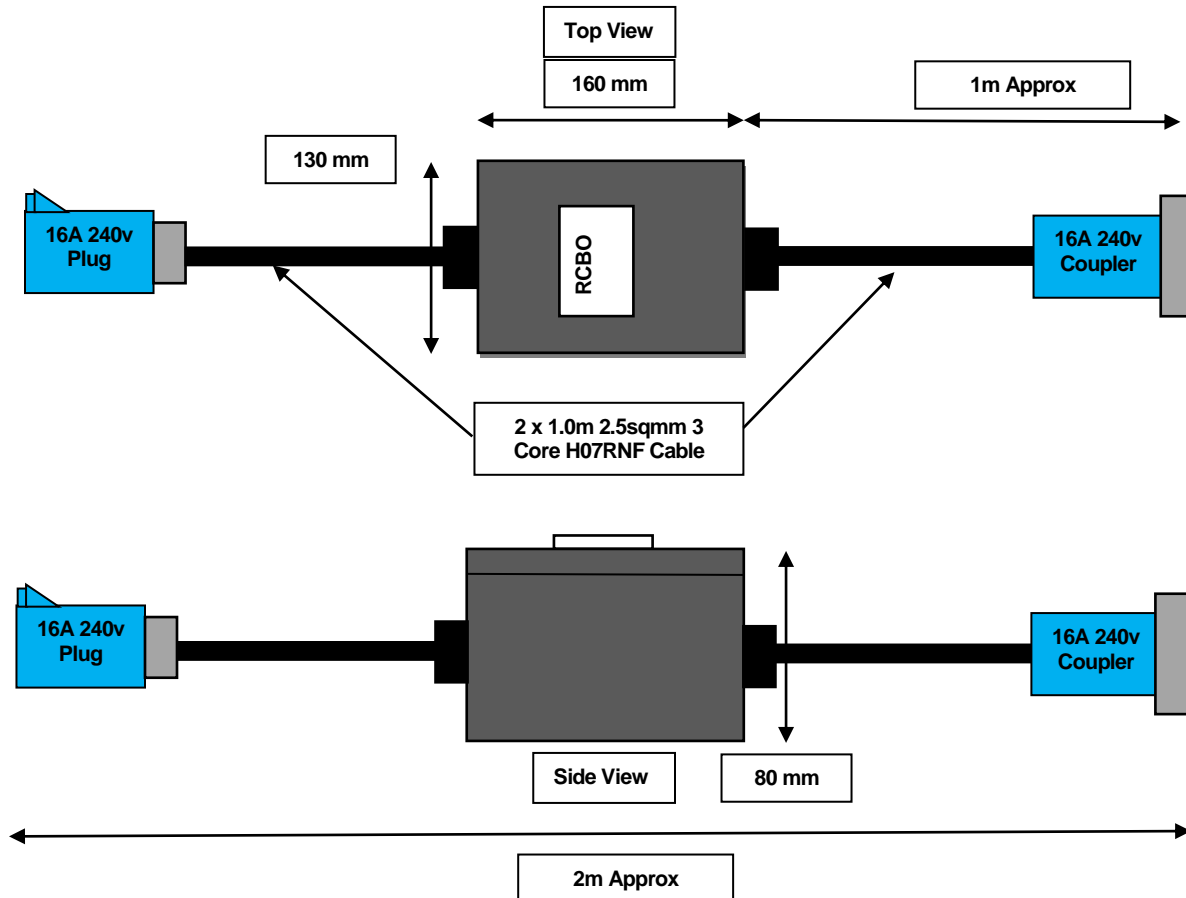 Top View
160 mm
1m Approx
130 mm
16A 240v
Plug
RCBO
16A 240v
Coupler
2 x 1.0m 2.5sqmm 3
Core H07RNF Cable
16A 240v
Plug
16A 240v
Coupler
Side View
80 mm
2m Approx